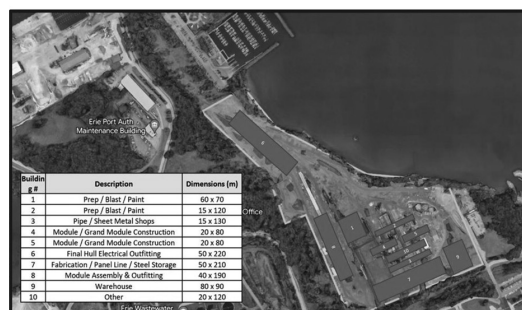 Erie Port Auth
Maintenance Building
Office
Buildin
g #
Description
Dimensions (m)
1 Prep / Blast / Paint 60 x 70
2 Prep / Blast / Paint 15 x 120
3 Pipe / Sheet Metal Shops 15 x 130
4 Module / Grand Module Construction 20 x 80
5 Module / Grand Module Construction 20 x 80
6 Final Hull Electrical Outfitting 50 x 220
7 Fabrication / Panel Line / Steel Storage 50 x 210
8 Module Assembly & Outfitting 40 x 190
9 Warehouse 80 x 90
10 Other 20 x 120
Erie Wastewater